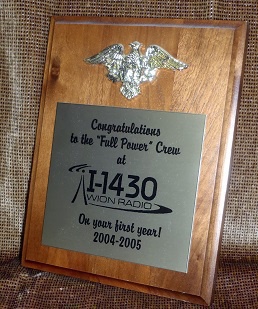 Congratulations
to the "Full Power" Crew
at
I-1430
WION RADIO
On your first year!
2004-2005